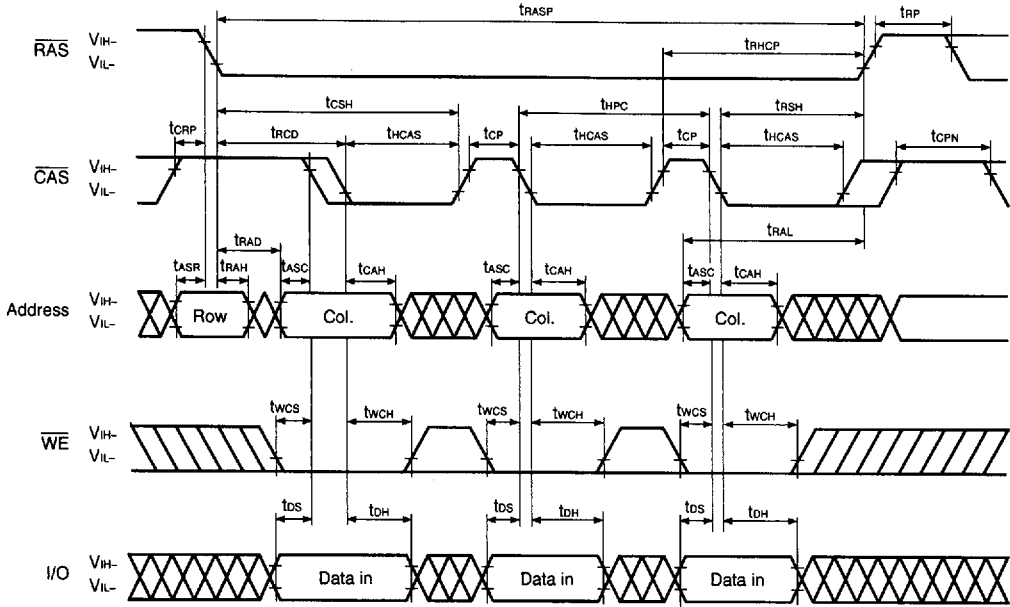 tRASP tRP
RAS VIH– VIL–
tRHCP
tCSH tHPC tRSH
tCRP tRCD tHCAS tCP tHCAS tCP tHCAS tCPN
CAS VIH– VIL–
tRAD tRAL
tASR tRAH tASC tCAH tASC tCAH tASC tCAH
Address VIH– VIL– Row Col. Col. Col.
tWCS tWCH tWCS tWCH tWCS tWCH
WE VIH– VIL–
tDS tDH tDS tDH tDS tDH
I/O VIH– VIL– Data in Data in Data in